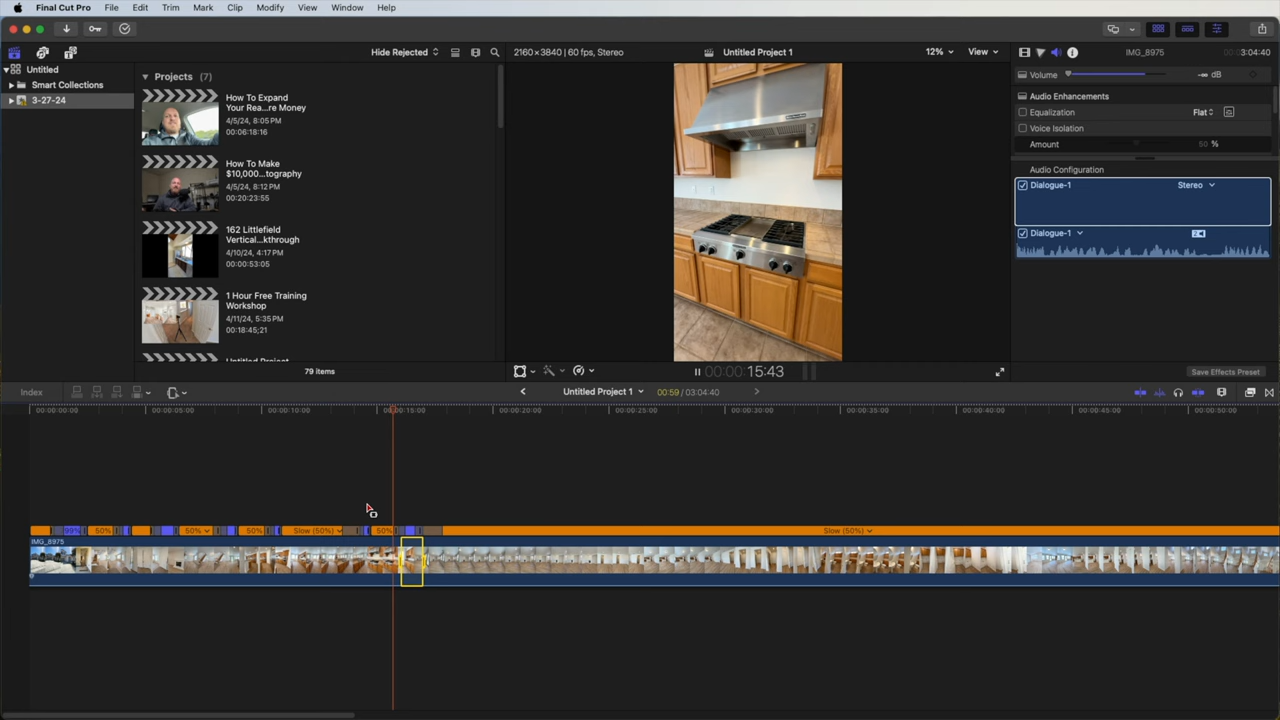 Final Cut Pro File Edit Trim Mark Clip Modify View Window Help
Hide Rejected 2160×3840 | 60 fps, Stereo Untitled Project 1 12% View IMG_8975 3:04:40
Untitled
Smart Collections
3-27-24
Projects (7)
How To Expand
Your Rea...re Money
4/5/24, 8:05 PM
00:06:18:16
How To Make
$10,000...tography
4/5/24, 8:12 PM
00:20:23:55
162 Littlefield
Vertical...kthrough
4/10/24, 4:17 PM
00:00:53:05
1 Hour Free Training
Workshop
4/11/24, 5:35 PM
00:18:45;21
79 items
00:00:00:15:43
Volume -∞ dB
Audio Enhancements
Equalization Flat
Voice Isolation
Amount 50 %
Audio Configuration
Dialogue-1 Stereo
Dialogue-1
Save Effects Preset
Index Untitled Project 1 00:59 / 03:04:40
00:00:00:00 00:00:05:00 00:00:10:00 00:00:15:00 00:00:20:00 00:00:25:00 00:00:30:00 00:00:35:00 00:00:40:00 00:00:45:00 00:00:50:00
99% 50% 50% 50% Slow (50%) 50% Slow (50%)
IMG_8975